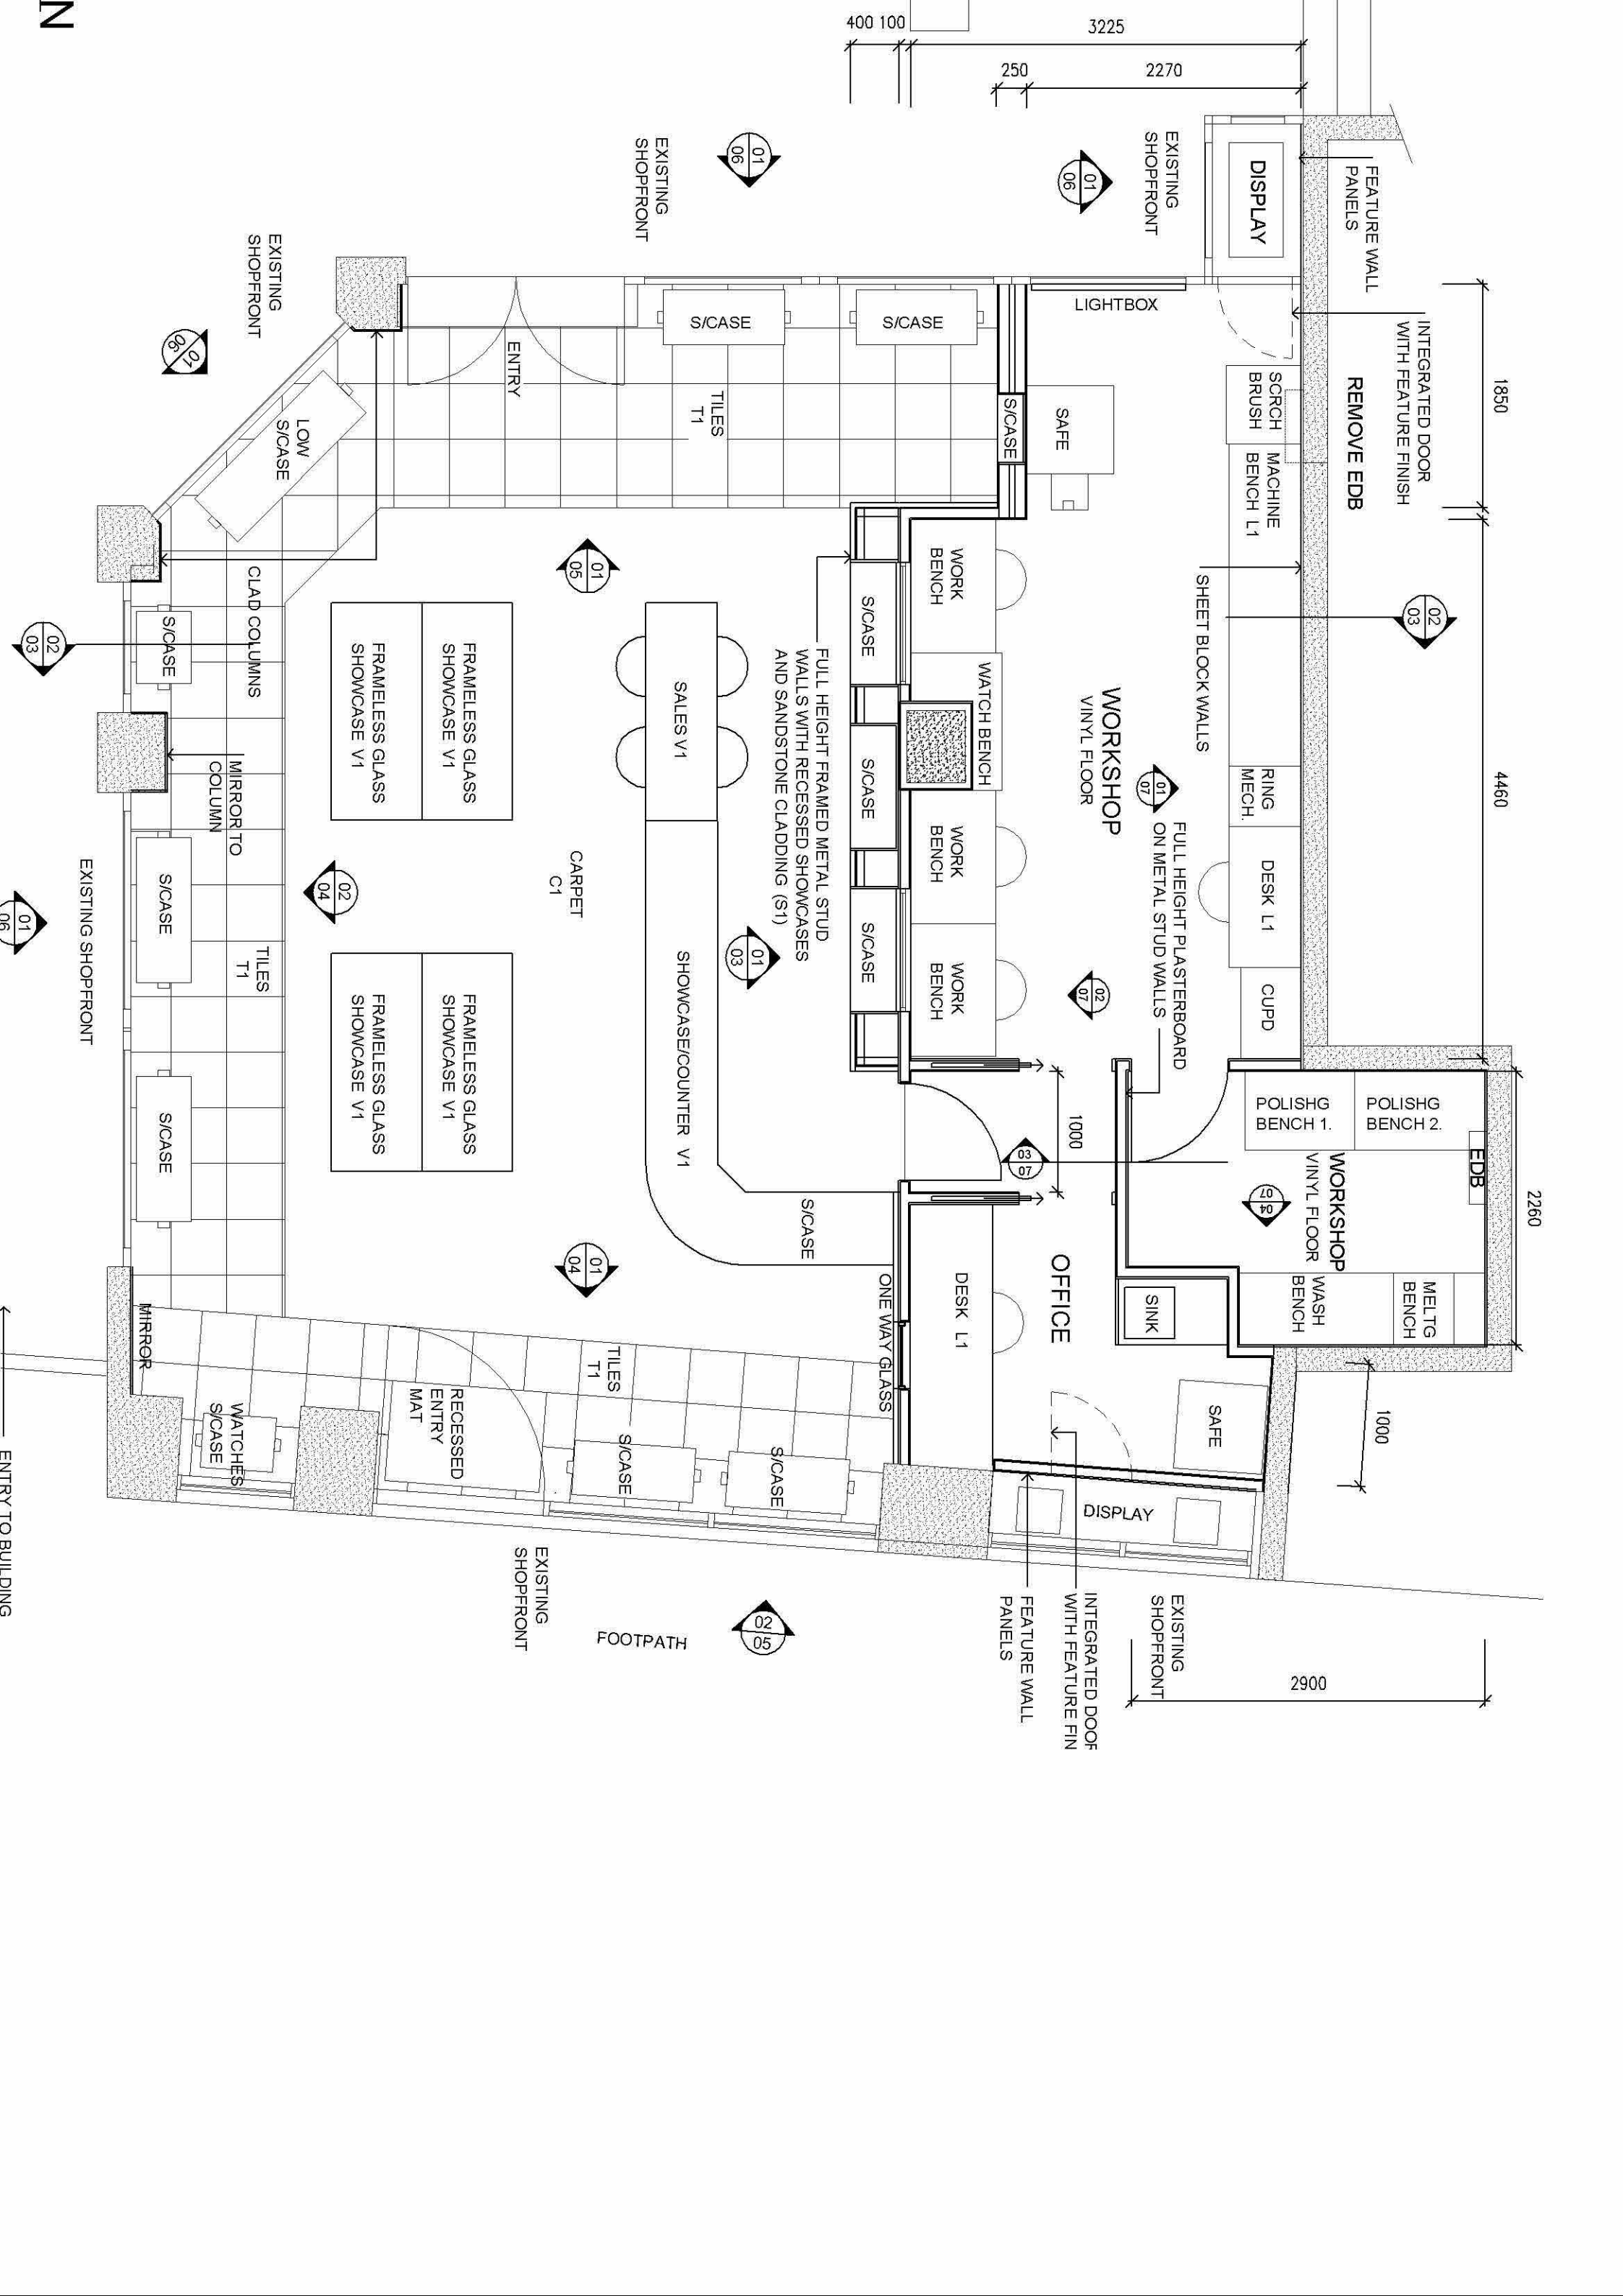 N
400 100
3225
250
2270
EXISTING
SHOPFRONT
01
06
01
06
EXISTING
SHOPFRONT
DISPLAY
FEATURE WALL
PANELS
INTEGRATED DOOR
WITH FEATURE FINISH
1850
EXISTING
SHOPFRONT
01
06
ENTRY
S/CASE
S/CASE
LIGHTBOX
SCRCH
BRUSH
REMOVE EDB
LOW
S/CASE
TILES
T1
S/CASE
SAFE
MACHINE
BENCH L1
CLAD COLUMNS
01
05
S/CASE
WORK
BENCH
SHEET BLOCK WALLS
02
03
02
03
S/CASE
FRAMELESS GLASS
SHOWCASE V1
FRAMELESS GLASS
SHOWCASE V1
SALES V1
FULL HEIGHT FRAMED METAL STUD
WALLS WITH RECESSED SHOWCASES
AND SANDSTONE CLADDING (S1)
WATCH BENCH
WORKSHOP
VINYL FLOOR
4460
MIRROR TO
COLUMN
S/CASE
01
07
RING
MECH.
EXISTING SHOPFRONT
S/CASE
02
04
CARPET
C1
WORK
BENCH
FULL HEIGHT PLASTERBOARD
ON METAL STUD WALLS
DESK L1
01
06
TILES
T1
01
03
S/CASE
WORK
BENCH
02
07
CUPD
FRAMELESS GLASS
SHOWCASE V1
FRAMELESS GLASS
SHOWCASE V1
SHOWCASE/COUNTER V1
S/CASE
1000
03
07
POLISHG
BENCH 1.
POLISHG
BENCH 2.
EDB
WORKSHOP
VINYL FLOOR
04
07
2260
S/CASE
01
04
ONE WAY GLASS
DESK L1
OFFICE
SINK
WASH
BENCH
MELTG
BENCH
MIRROR
TILES
T1
WATCHES
S/CASE
RECESSED
ENTRY
MAT
S/CASE
S/CASE
SAFE
1000
DISPLAY
ENTRY TO BUILDING
EXISTING
SHOPFRONT
FOOTPATH
02
05
FEATURE WALL
PANELS
INTEGRATED DOOR
WITH FEATURE FIN
EXISTING
SHOPFRONT
2900